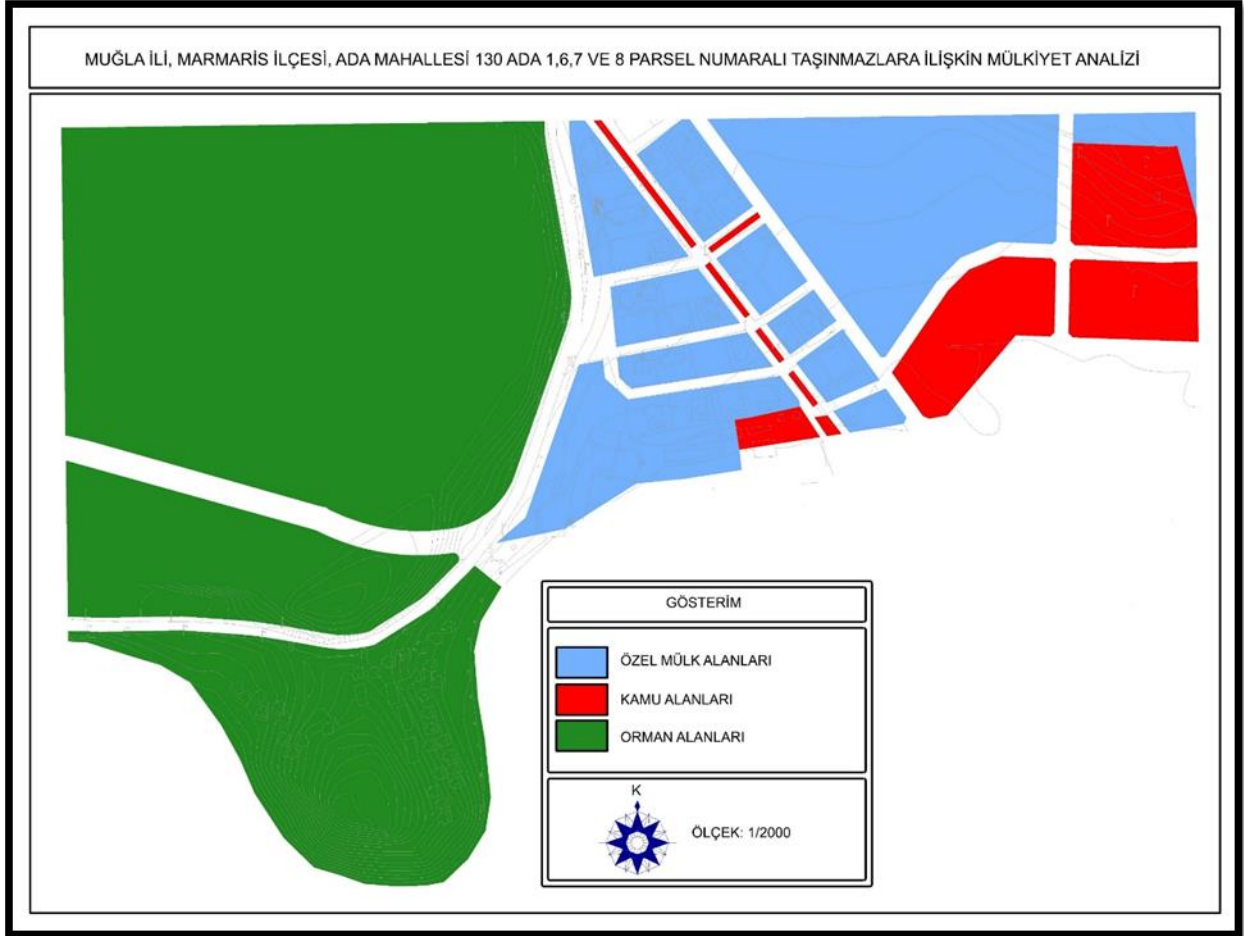 MUĞLA İLİ, MARMARİS İLÇESİ, ADA MAHALLESİ 130 ADA 1,6,7 VE 8 PARSEL NUMARALI TAŞINMAZLARA İLİŞKİN MÜLKİYET ANALİZİ
GÖSTERİM
ÖZEL MÜLK ALANLARI
KAMU ALANLARI
ORMAN ALANLARI
K
ÖLÇEK: 1/2000